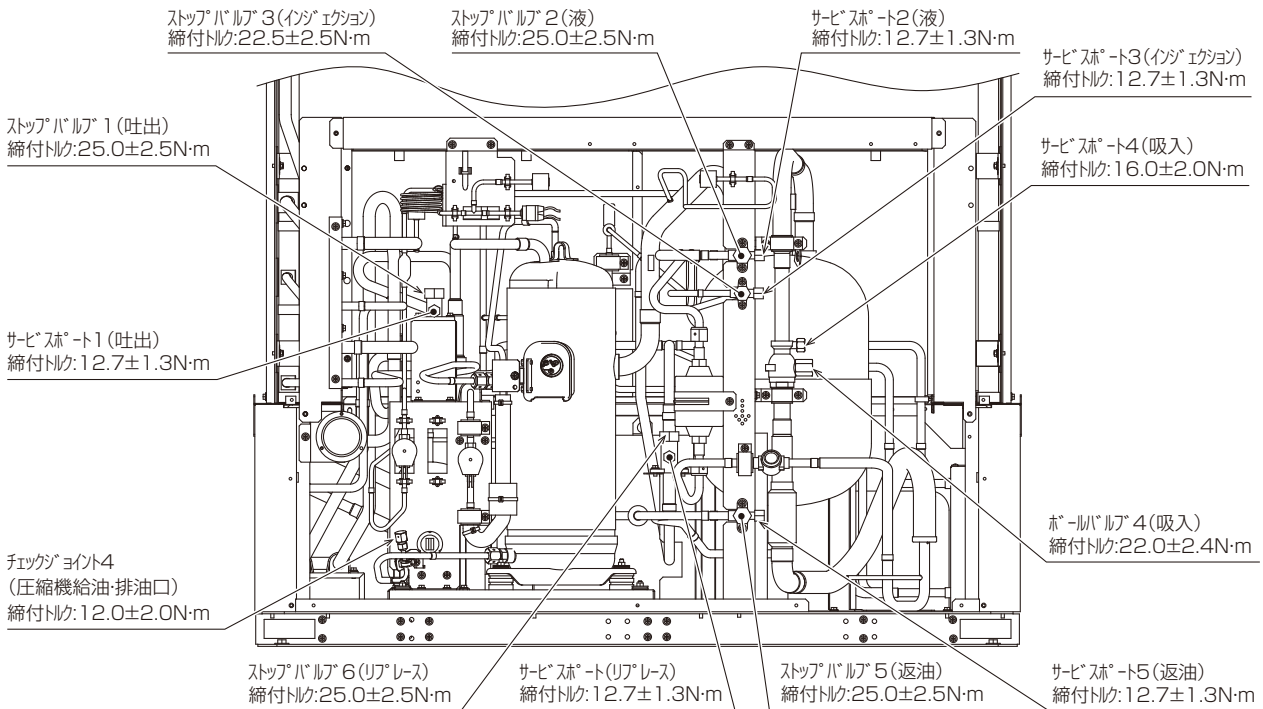 ストップバルブ3(インジェクション)
締付トルク:22.5±2.5N·m
ストップバルブ2(液)
締付トルク:25.0±2.5N·m
サービスポート2(液)
締付トルク:12.7±1.3N·m
サービスポート3(インジェクション)
締付トルク:12.7±1.3N·m
ストップバルブ1(吐出)
締付トルク:25.0±2.5N·m
サービスポート4(吸入)
締付トルク:16.0±2.0N·m
サービスポート1(吐出)
締付トルク:12.7±1.3N·m
ボールバルブ4(吸入)
締付トルク:22.0±2.4N·m
チェックジョイント4
(圧縮機給油·排油口)
締付トルク:12.0±2.0N·m
ストップバルブ6(リプレース)
締付トルク:25.0±2.5N·m
サービスポート(リプレース)
締付トルク:12.7±1.3N·m
ストップバルブ5(返油)
締付トルク:25.0±2.5N·m
サービスポート5(返油)
締付トルク:12.7±1.3N·m